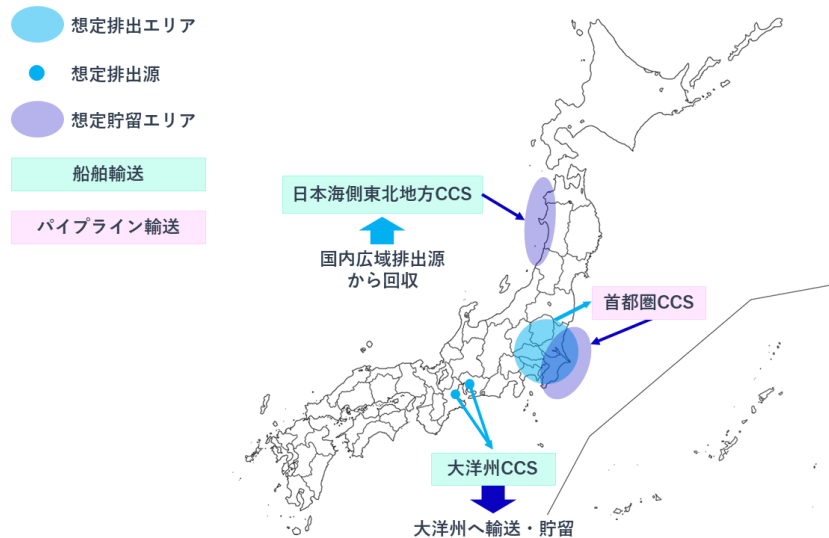 想定排出エリア
想定排出源
想定貯留エリア
船舶輸送
パイプライン輸送
日本海側東北地方CCS
国内広域排出源
から回収
首都圏CCS
大洋州CCS
大洋州へ輸送・貯留